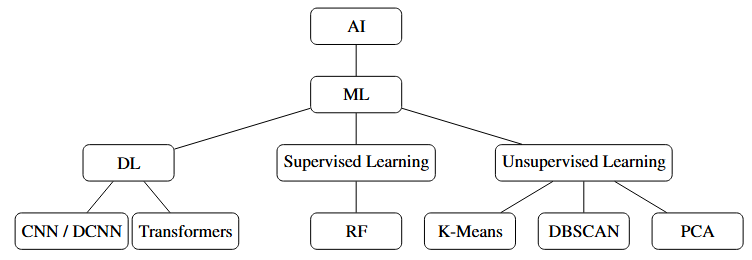 AI
ML
DL
Supervised Learning
Unsupervised Learning
CNN / DCNN
Transformers
RF
K-Means
DBSCAN
PCA